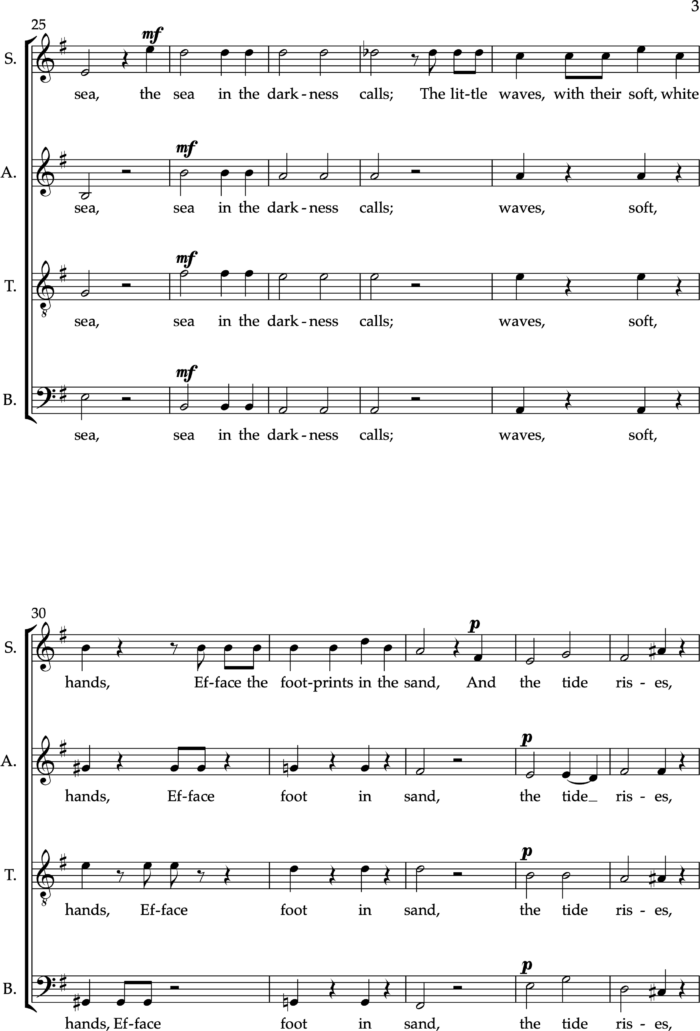 3
25
mf
S.
sea, the sea in the dark - ness calls; The lit-tle waves, with their soft, white
mf
A.
sea, sea in the dark - ness calls; waves, soft,
mf
T.
8
sea, sea in the dark - ness calls; waves, soft,
mf
B.
sea, sea in the dark - ness calls; waves, soft,
30
p
S.
hands, Ef-face the foot-prints in the sand, And the tide ris - es,
p
A.
hands, Ef-face foot in sand, the tide_ ris - es,
p
T.
8
hands, Ef-face foot in sand, the tide ris - es,
p
B.
hands, Ef-face foot in sand, the tide ris - es,